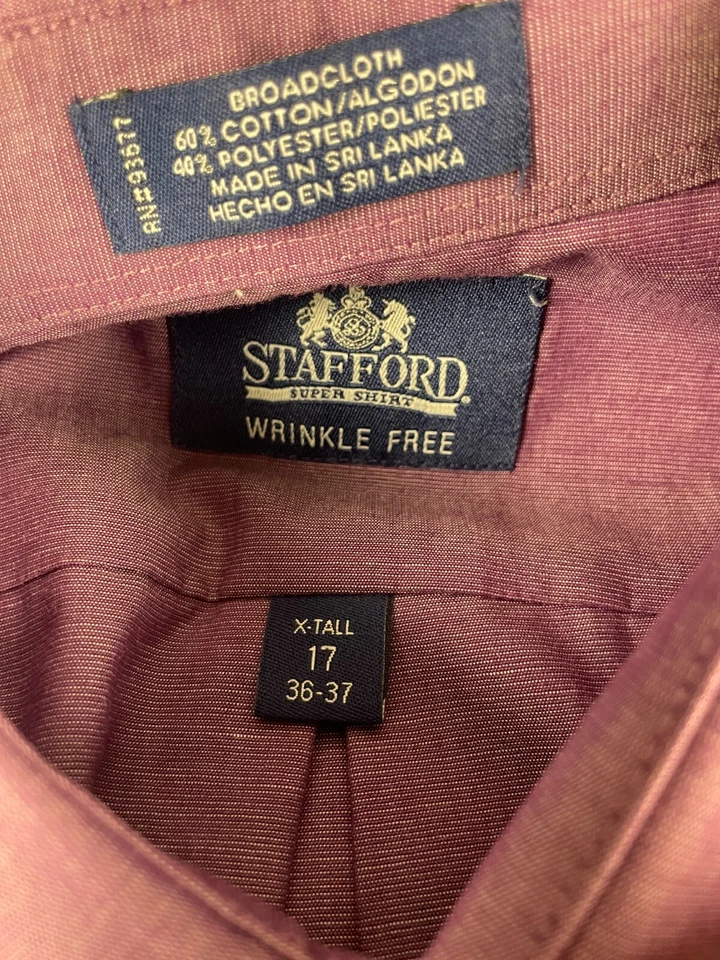 RN#93677
BROADCLOTH
60% COTTON/ALGODON
40% POLYESTER/POLIESTER
MADE IN SRI LANKA
HECHO EN SRI LANKA
STAFFORD®
SUPER SHIRT
WRINKLE FREE
X-TALL
17
36-37